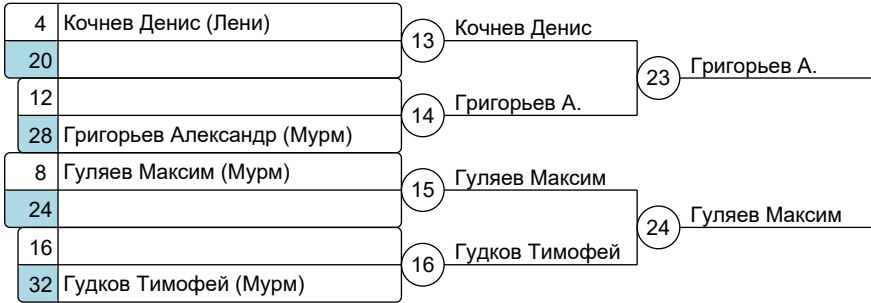 4 Кочнев Денис (Лени)
20
13 Кочнев Денис
12
28 Григорьев Александр (Мурм)
14 Григорьев А.
23 Григорьев А.
8 Гуляев Максим (Мурм)
24
15 Гуляев Максим
16
32 Гудков Тимофей (Мурм)
16 Гудков Тимофей
24 Гуляев Максим